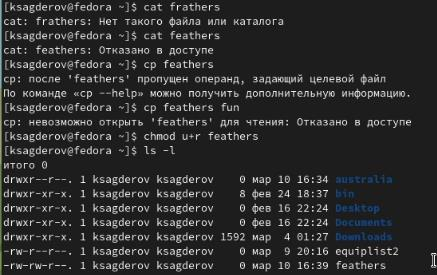 [ksagderov@fedora ~]$ cat frathers
cat: frathers: Нет такого файла или каталога
[ksagderov@fedora ~]$ cat feathers
cat: feathers: Отказано в доступе
[ksagderov@fedora ~]$ cp feathers
cp: после 'feathers' пропущен операнд, задающий целевой файл
По команде «cp --help» можно получить дополнительную информацию.
[ksagderov@fedora ~]$ cp feathers fun
cp: невозможно открыть 'feathers' для чтения: Отказано в доступе
[ksagderov@fedora ~]$ chmod u+r feathers
[ksagderov@fedora ~]$ ls -l
итого 0
drwxr--r--. 1 ksagderov ksagderov    0 мар 10 16:34 australia
drwxr-xr-x. 1 ksagderov ksagderov    8 фев 24 18:37 bin
drwxr-xr-x. 1 ksagderov ksagderov    0 фев 16 22:24 Desktop
drwxr-xr-x. 1 ksagderov ksagderov    0 фев 16 22:24 Documents
drwxr-xr-x. 1 ksagderov ksagderov 1592 мар  4 01:27 Downloads
-rw-r--r--. 1 ksagderov ksagderov    0 мар  9 20:16 equiplist2
-rw-rw-r--. 1 ksagderov ksagderov    0 мар 10 16:39 feathers